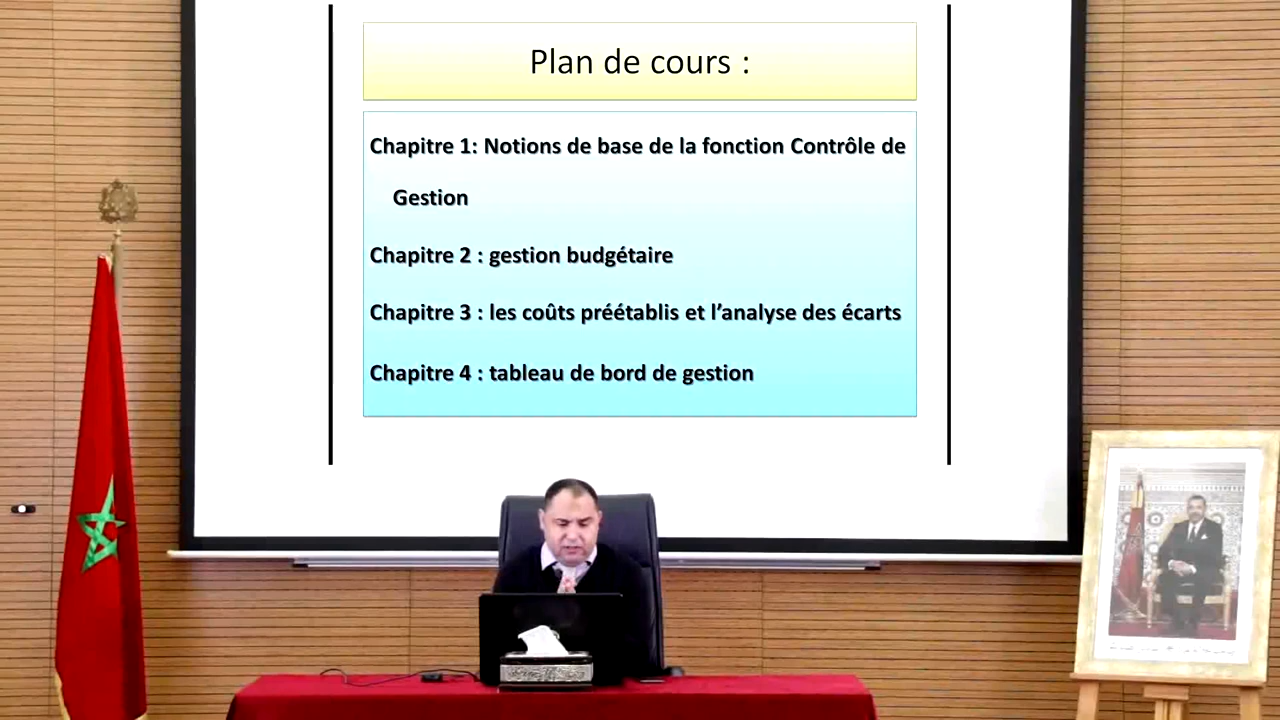 Plan de cours :
Chapitre 1: Notions de base de la fonction Contrôle de
Gestion
Chapitre 2 : gestion budgétaire
Chapitre 3 : les coûts préétablis et l’analyse des écarts
Chapitre 4 : tableau de bord de gestion